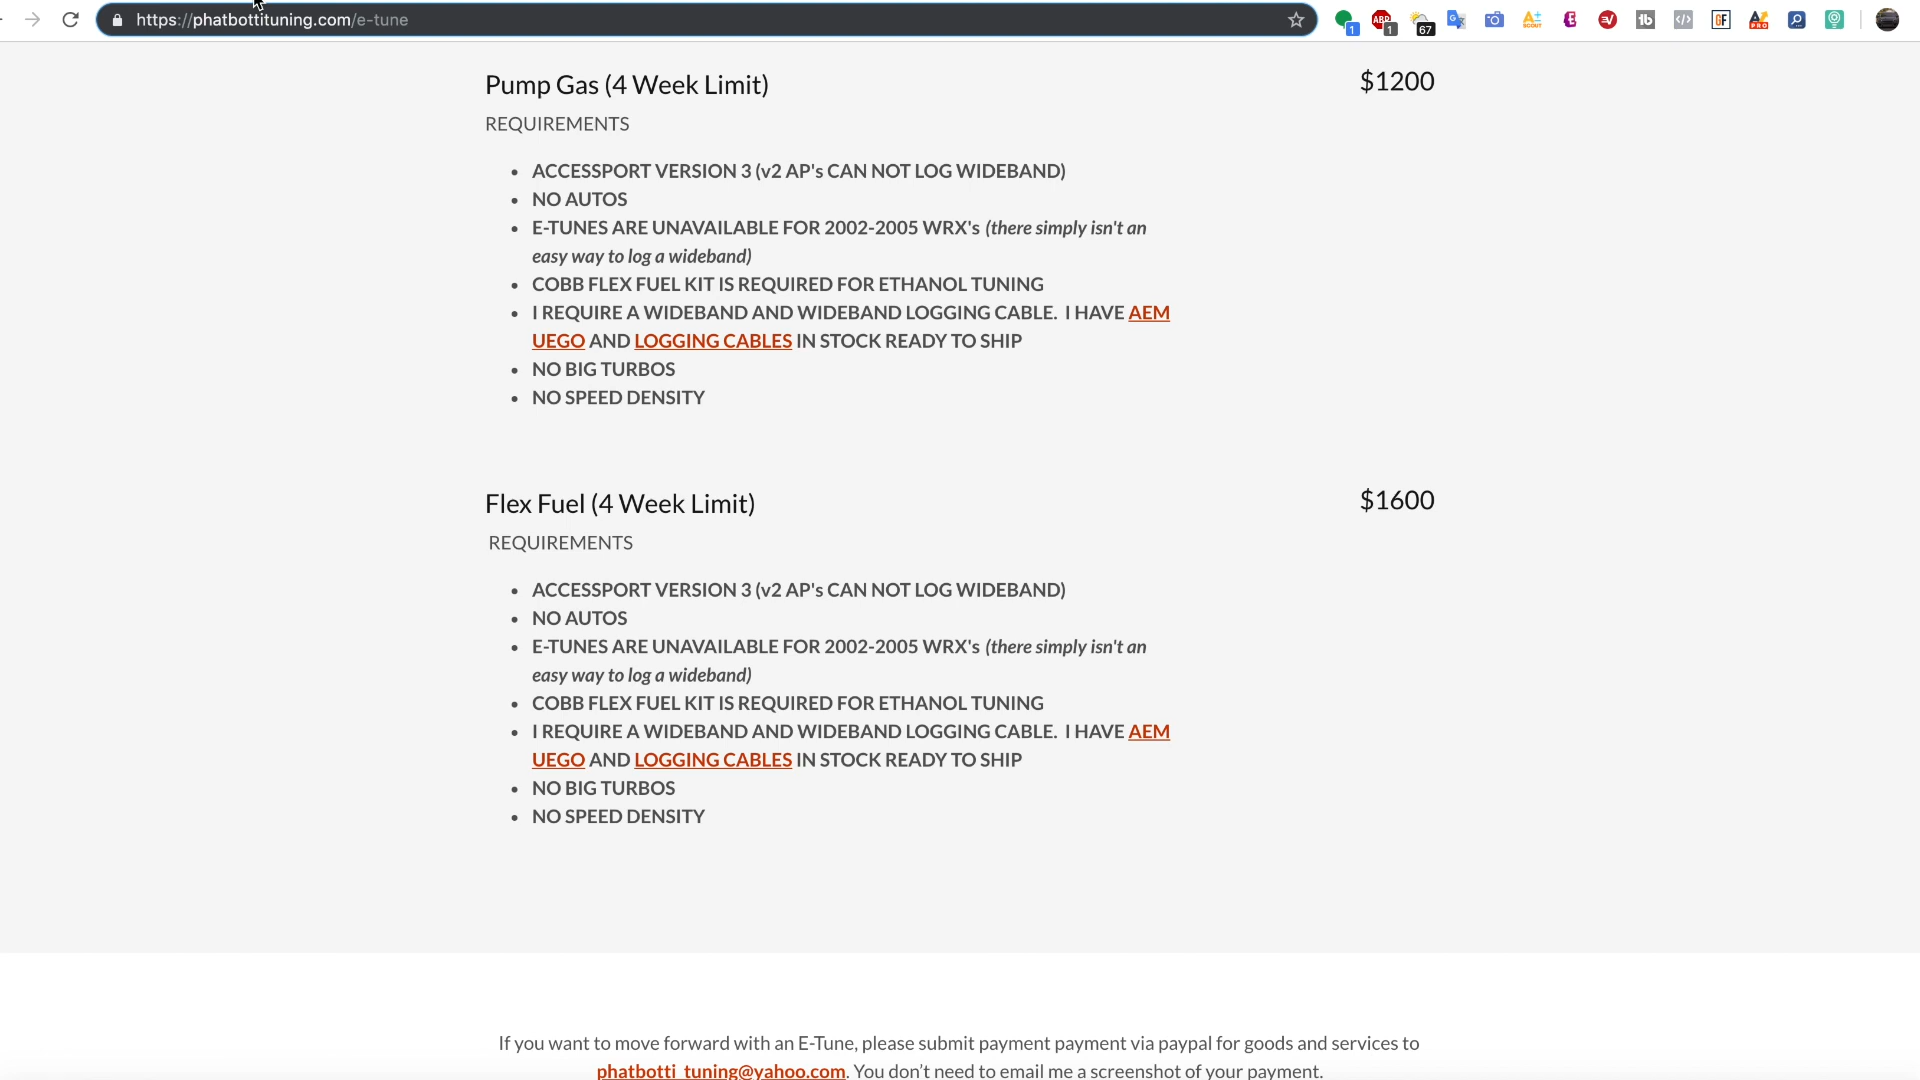 https://phatbottituning.com/e-tune
1
1
67
Pump Gas (4 Week Limit)
$1200
REQUIREMENTS
ACCESSPORT VERSION 3 (v2 AP's CAN NOT LOG WIDEBAND)
NO AUTOS
E-TUNES ARE UNAVAILABLE FOR 2002-2005 WRX's (there simply isn't an
easy way to log a wideband)
COBB FLEX FUEL KIT IS REQUIRED FOR ETHANOL TUNING
I REQUIRE A WIDEBAND AND WIDEBAND LOGGING CABLE. I HAVE AEM
UEGO AND LOGGING CABLES IN STOCK READY TO SHIP
NO BIG TURBOS
NO SPEED DENSITY
Flex Fuel (4 Week Limit)
$1600
REQUIREMENTS
ACCESSPORT VERSION 3 (v2 AP's CAN NOT LOG WIDEBAND)
NO AUTOS
E-TUNES ARE UNAVAILABLE FOR 2002-2005 WRX's (there simply isn't an
easy way to log a wideband)
COBB FLEX FUEL KIT IS REQUIRED FOR ETHANOL TUNING
I REQUIRE A WIDEBAND AND WIDEBAND LOGGING CABLE. I HAVE AEM
UEGO AND LOGGING CABLES IN STOCK READY TO SHIP
NO BIG TURBOS
NO SPEED DENSITY
If you want to move forward with an E-Tune, please submit payment payment via paypal for goods and services to
phatbotti_tuning@yahoo.com. You don't need to email me a screenshot of your payment.